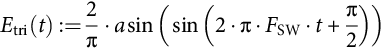 E_tri(t) := 2/π · asin(sin(2 · π · F_SW · t + π/2))